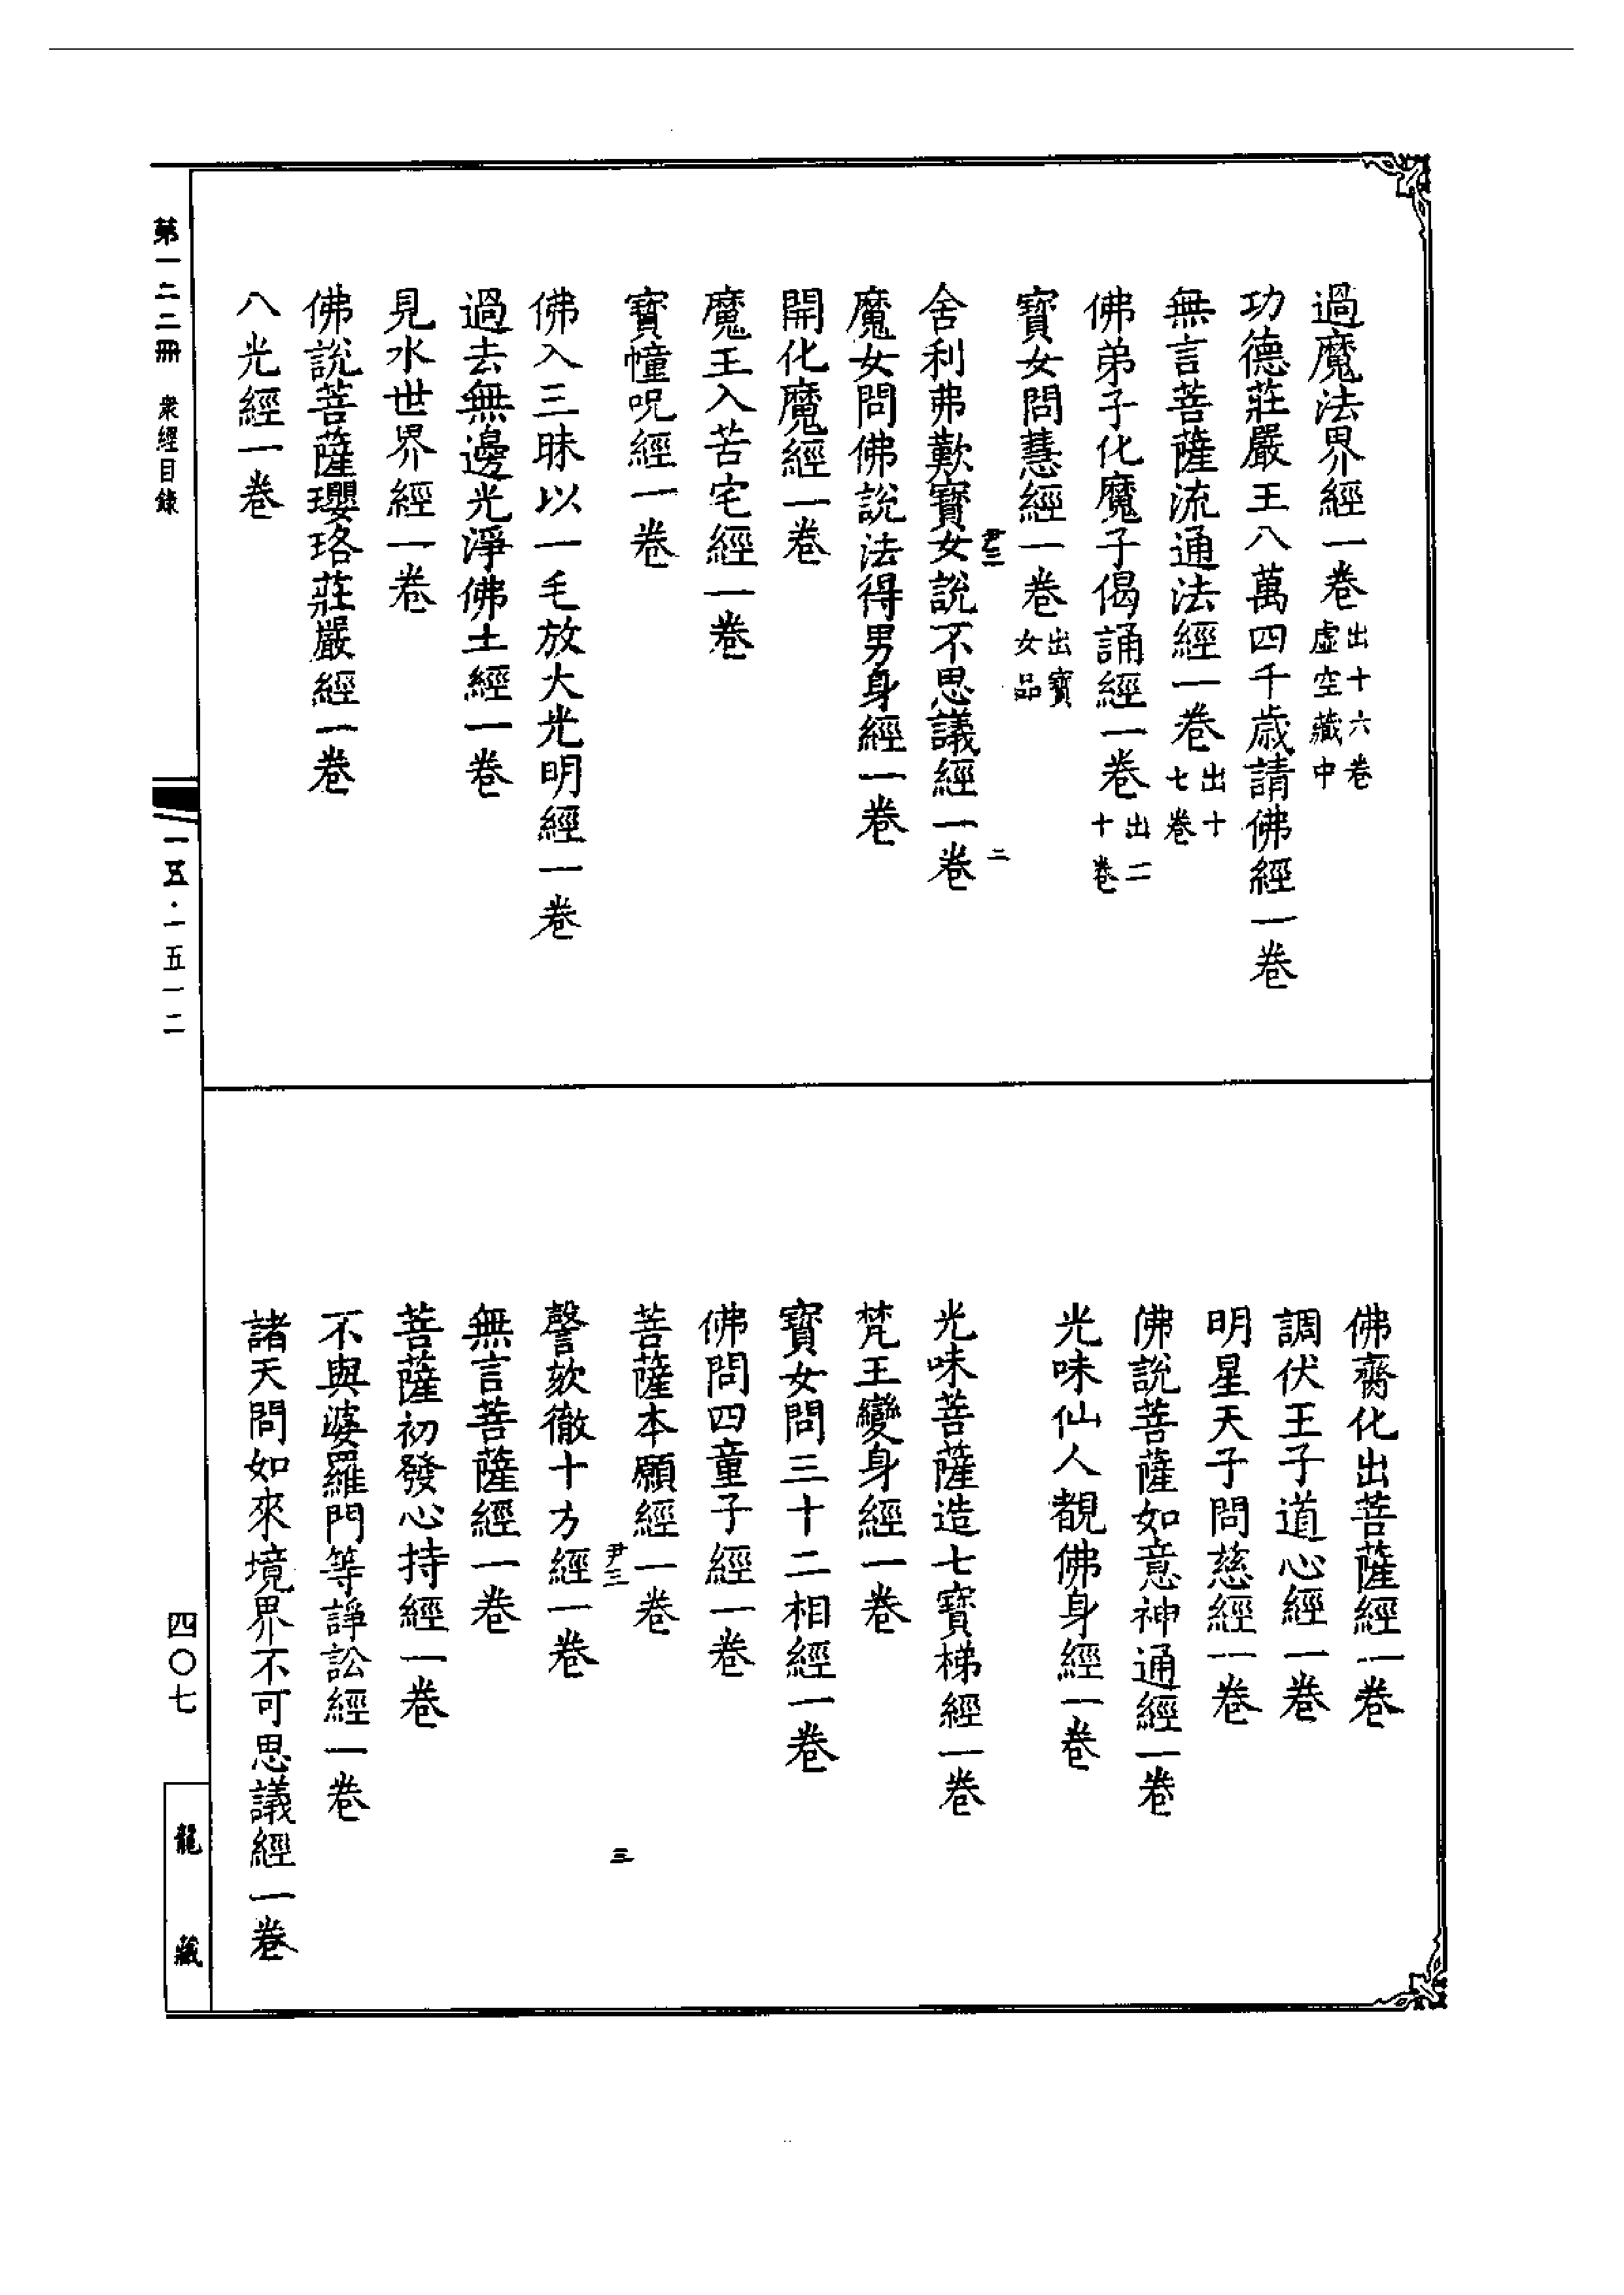 過魔法界經一卷出十六卷虛空藏中
功德莊嚴王八萬四千歲請佛經一卷
無言菩薩流通法經一卷出十七卷
佛弟子化魔子偈誦經一卷出二十卷
寶女問慧經一卷出寶女品
尹三 二
舍利弗歎寶女說不思議經一卷
魔女問佛說法得男身經一卷
開化魔經一卷
魔王入苦宅經一卷
寶幢呪經一卷
佛入三昧以一毛放大光明經一卷
過去無邊光淨佛土經一卷
見水世界經一卷
佛說菩薩瓔珞莊嚴經一卷
八光經一卷
佛齋化出菩薩經一卷
調伏王子道心經一卷
明星天子問慈經一卷
佛說菩薩如意神通經一卷
光味仙人覩佛身經一卷
光味菩薩造七寶梯經一卷
梵王變身經一卷
寶女問三十二相經一卷
佛問四童子經一卷
菩薩本願經一卷
尹三 三
謦欬徹十方經一卷
無言菩薩經一卷
菩薩初發心持經一卷
不與婆羅門等諍訟經一卷
諸天問如來境界不可思議經一卷
第一二二冊 衆經目錄
一五·一五一二
四〇七
龍藏